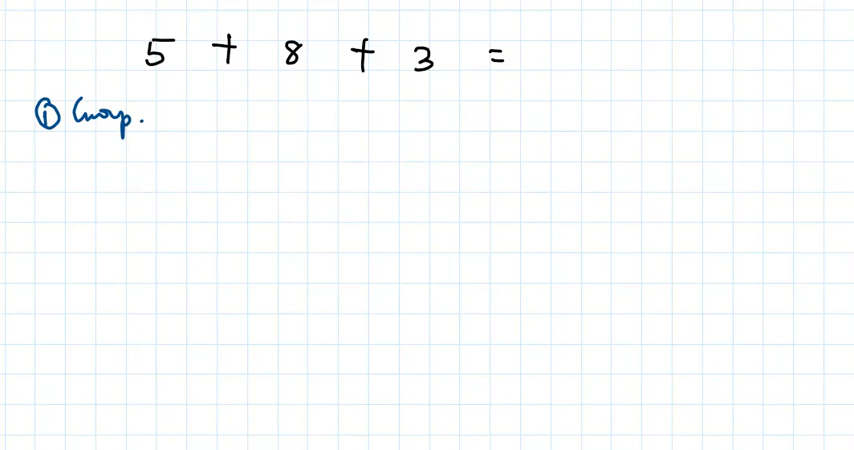 5 + 8 + 3 =
① Group.